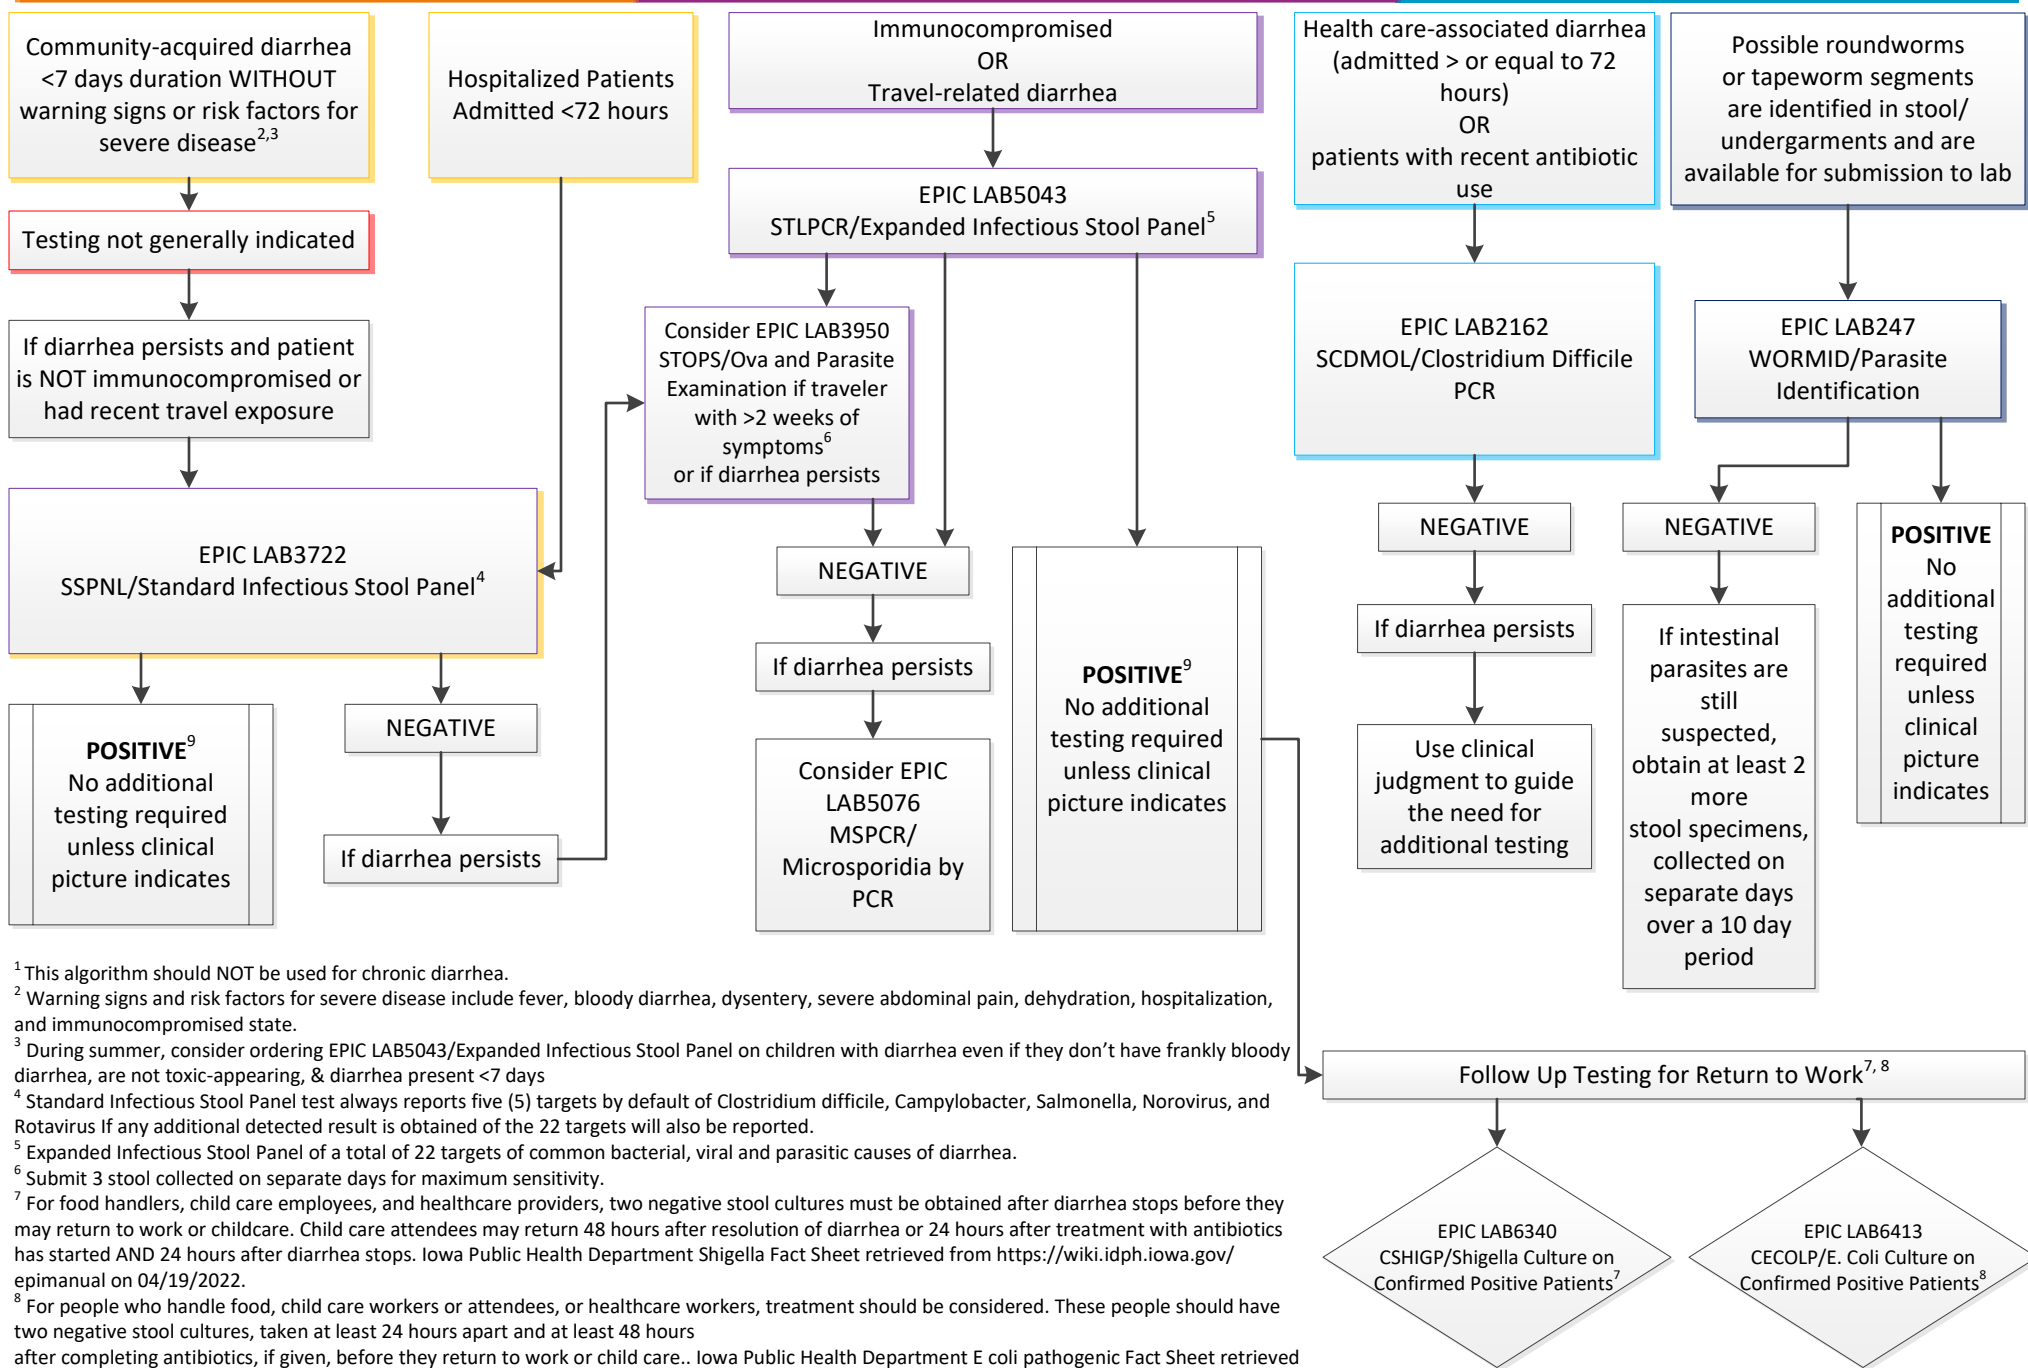 Community-acquired diarrhea
<7 days duration WITHOUT
warning signs or risk factors for
severe disease2,3
Testing not generally indicated
If diarrhea persists and patient
is NOT immunocompromised or
had recent travel exposure
Hospitalized Patients
Admitted <72 hours
EPIC LAB3722
SSPNL/Standard Infectious Stool Panel4
POSITIVE9
No additional
testing required
unless clinical
picture indicates
NEGATIVE
If diarrhea persists
Immunocompromised
OR
Travel-related diarrhea
EPIC LAB5043
STLPCR/Expanded Infectious Stool Panel5
Consider EPIC LAB3950
STOPS/Ova and Parasite
Examination if traveler
with >2 weeks of
symptoms6
or if diarrhea persists
NEGATIVE
If diarrhea persists
Consider EPIC
LAB5076
MSPCR/
Microsporidia by
PCR
POSITIVE9
No additional
testing required
unless clinical
picture indicates
Health care-associated diarrhea
(admitted > or equal to 72
hours)
OR
patients with recent antibiotic
use
EPIC LAB2162
SCDMOL/Clostridium Difficile
PCR
NEGATIVE
If diarrhea persists
Use clinical
judgment to guide
the need for
additional testing
Possible roundworms
or tapeworm segments
are identified in stool/
undergarments and are
available for submission to lab
EPIC LAB247
WORMID/Parasite
Identification
NEGATIVE
If intestinal
parasites are
still
suspected,
obtain at least 2
more
stool specimens,
collected on
separate days
over a 10 day
period
POSITIVE
No
additional
testing
required
unless
clinical
picture
indicates
Follow Up Testing for Return to Work7, 8
EPIC LAB6340
CSHIGP/Shigella Culture on
Confirmed Positive Patients7
EPIC LAB6413
CECOLP/E. Coli Culture on
Confirmed Positive Patients8
1 This algorithm should NOT be used for chronic diarrhea.
2 Warning signs and risk factors for severe disease include fever, bloody diarrhea, dysentery, severe abdominal pain, dehydration, hospitalization,
and immunocompromised state.
3 During summer, consider ordering EPIC LAB5043/Expanded Infectious Stool Panel on children with diarrhea even if they don't have frankly bloody
diarrhea, are not toxic-appearing, & diarrhea present <7 days
4 Standard Infectious Stool Panel test always reports five (5) targets by default of Clostridium difficile, Campylobacter, Salmonella, Norovirus, and
Rotavirus If any additional detected result is obtained of the 22 targets will also be reported.
5 Expanded Infectious Stool Panel of a total of 22 targets of common bacterial, viral and parasitic causes of diarrhea.
6 Submit 3 stool collected on separate days for maximum sensitivity.
7 For food handlers, child care employees, and healthcare providers, two negative stool cultures must be obtained after diarrhea stops before they
may return to work or childcare. Child care attendees may return 48 hours after resolution of diarrhea or 24 hours after treatment with antibiotics
has started AND 24 hours after diarrhea stops. Iowa Public Health Department Shigella Fact Sheet retrieved from https://wiki.idph.iowa.gov/
epimanual on 04/19/2022.
8 For people who handle food, child care workers or attendees, or healthcare workers, treatment should be considered. These people should have
two negative stool cultures, taken at least 24 hours apart and at least 48 hours
after completing antibiotics, if given, before they return to work or child care.. Iowa Public Health Department E coli pathogenic Fact Sheet retrieved